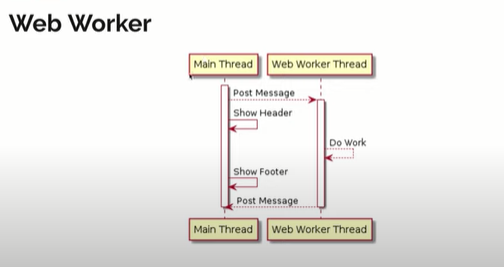 Web Worker
Main Thread
Web Worker Thread
Post Message
Show Header
Do Work
Show Footer
Post Message
Main Thread
Web Worker Thread